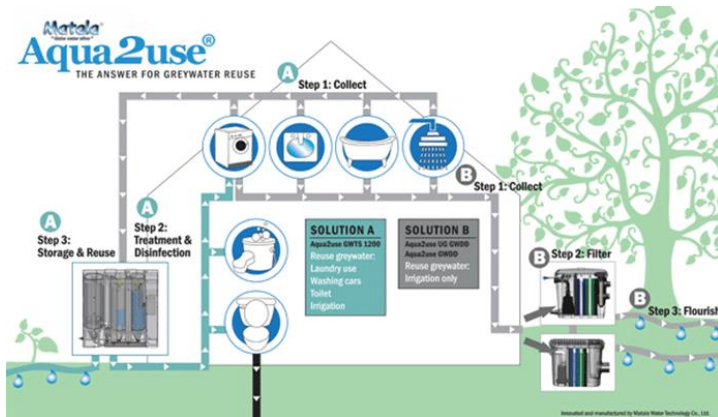 Matala®
Aqua2use®
THE ANSWER FOR GREYWATER REUSE
A
Step 1: Collect
B
Step 1: Collect
A
Step 3:
Storage & Reuse
A
Step 2:
Treatment &
Disinfection
SOLUTION A
Aqua2use GWTS 1200
Reuse greywater:
Laundry use
Washing cars
Toilet
Irrigation
SOLUTION B
Aqua2use UG GWDD
Aqua2use GWDD
Reuse greywater:
Irrigation only
B
Step 2: Filter
B
Step 3: Flourish
Innovated and manufactured by Matala Water Technology Co., Ltd.